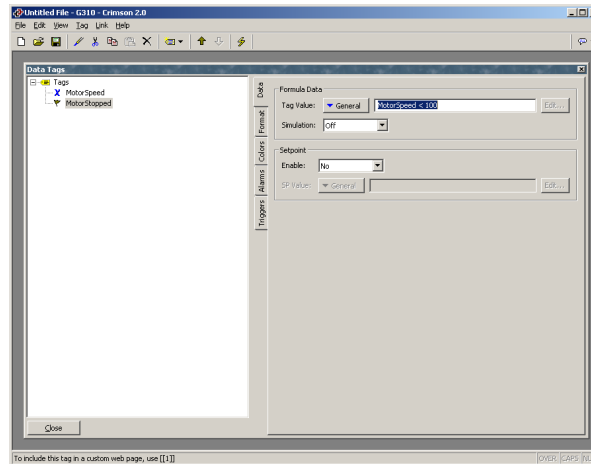 Untitled File - G310 - Crimson 2.0
File Edit View Tag Link Help
Data Tags
Tags
MotorSpeed
MotorStopped
Data
Format
Colors
Alarms
Triggers
Formula Data
Tag Value: General MotorSpeed < 100 Edit...
Simulation: Off
Setpoint
Enable: No
SP Value: General Edit...
Close
To include this tag in a custom web page, use [[1]]
OVER CAPS